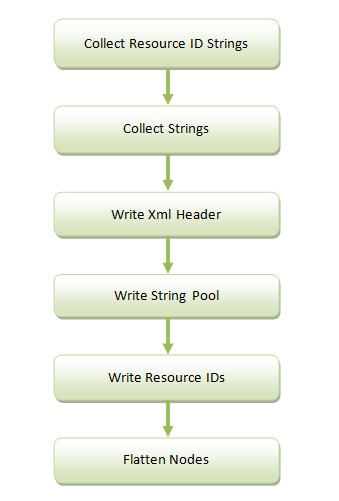 Collect Resource ID Strings
Collect Strings
Write Xml Header
Write String Pool
Write Resource IDs
Flatten Nodes